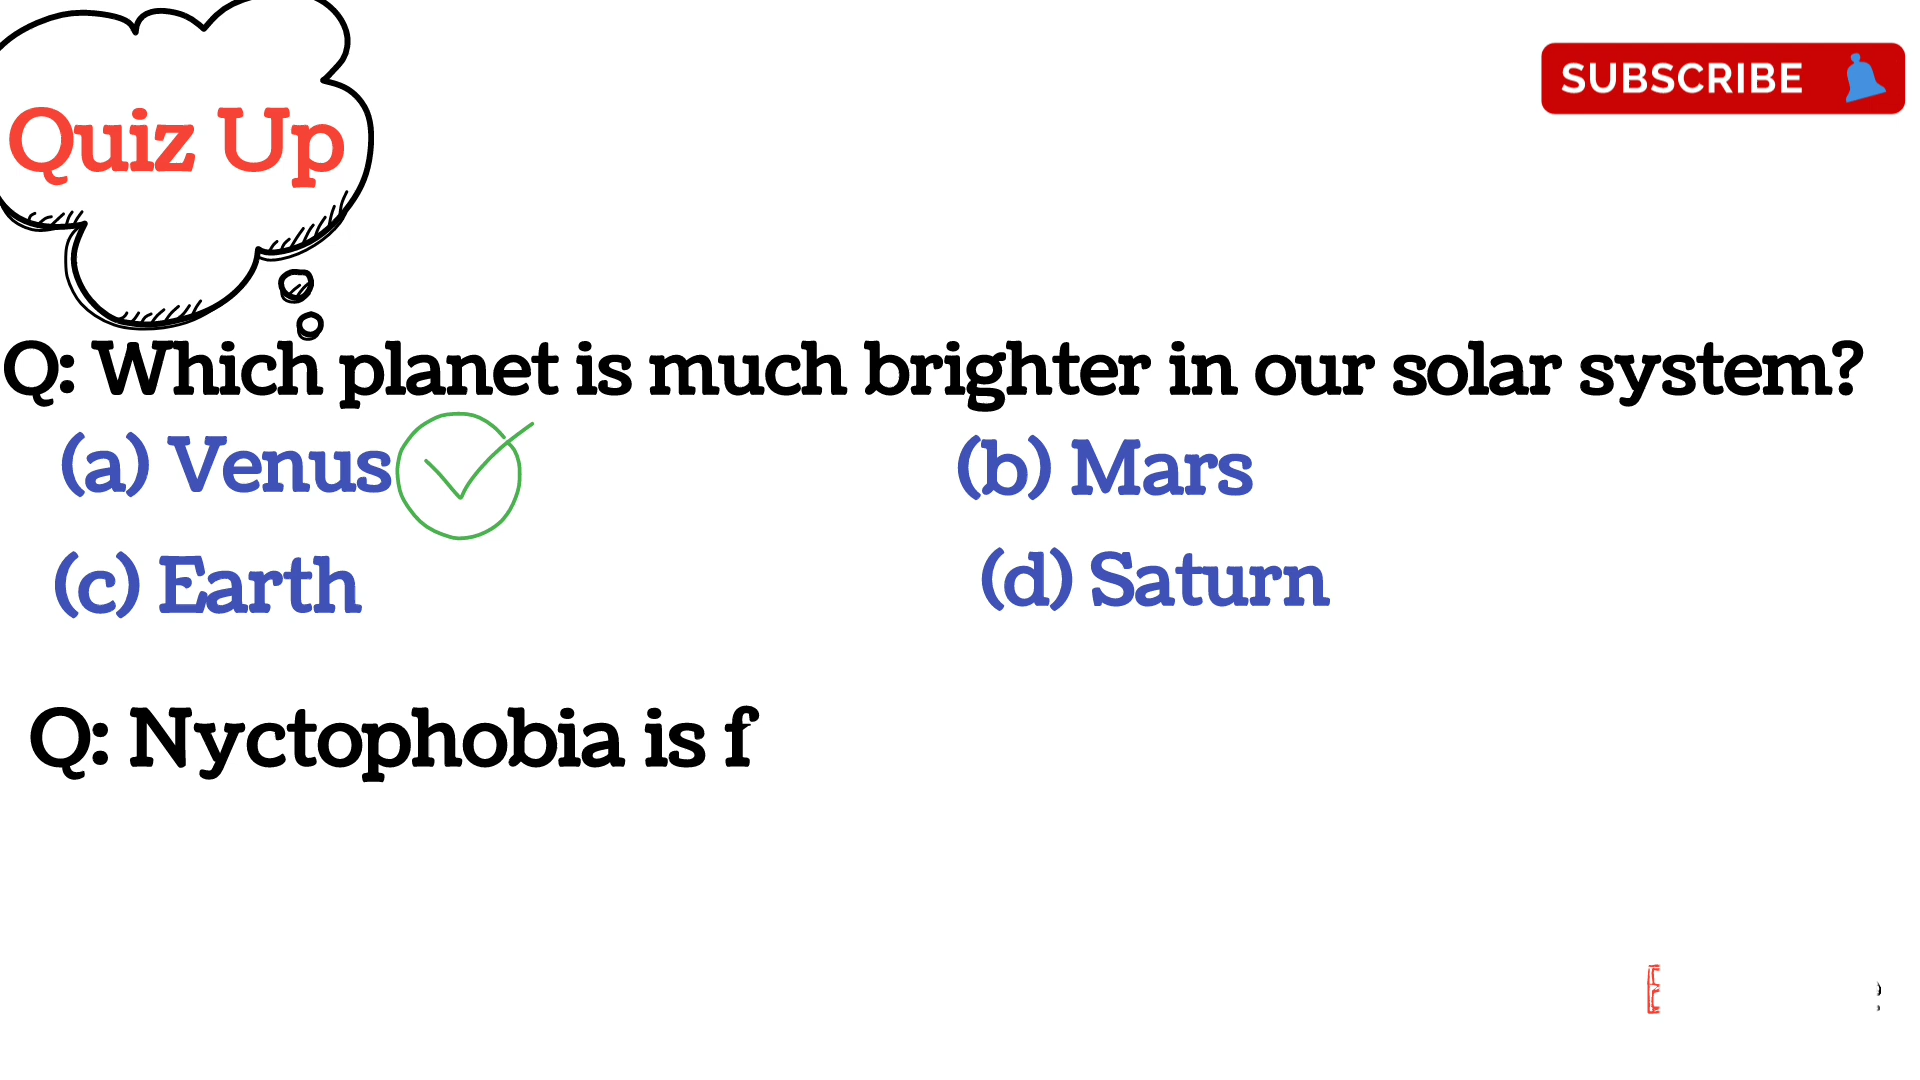 Quiz Up
SUBSCRIBE
Q: Which planet is much brighter in our solar system?
(a) Venus
(b) Mars
(c) Earth
(d) Saturn
Q: Nyctophobia is f